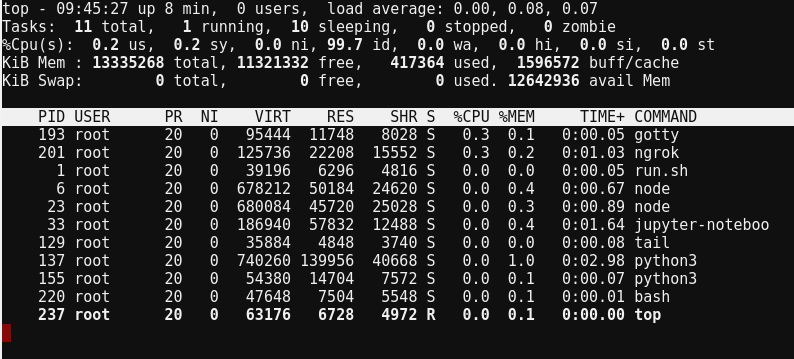 top - 09:45:27 up 8 min,  0 users,  load average: 0.00, 0.08, 0.07
Tasks:  11 total,   1 running,  10 sleeping,   0 stopped,   0 zombie
%Cpu(s):  0.2 us,  0.2 sy,  0.0 ni, 99.7 id,  0.0 wa,  0.0 hi,  0.0 si,  0.0 st
KiB Mem : 13335268 total, 11321332 free,   417364 used,  1596572 buff/cache
KiB Swap:        0 total,        0 free,        0 used. 12642936 avail Mem
PID USER      PR  NI    VIRT    RES    SHR S  %CPU %MEM     TIME+ COMMAND
193 root      20   0   95444  11748   8028 S   0.3  0.1   0:00.05 gotty
201 root      20   0  125736  22208  15552 S   0.3  0.2   0:01.03 ngrok
1 root      20   0   39196   6296   4816 S   0.0  0.0   0:00.05 run.sh
6 root      20   0  678212  50184  24620 S   0.0  0.4   0:00.67 node
23 root      20   0  680084  45720  25028 S   0.0  0.3   0:00.89 node
33 root      20   0  186940  57832  12488 S   0.0  0.4   0:01.64 jupyter-noteboo
129 root      20   0   35884   4848   3740 S   0.0  0.0   0:00.08 tail
137 root      20   0  740260 139956  40668 S   0.0  1.0   0:02.98 python3
155 root      20   0   54380  14704   7572 S   0.0  0.1   0:00.07 python3
220 root      20   0   47648   7504   5548 S   0.0  0.1   0:00.01 bash
237 root      20   0   63176   6728   4972 R   0.0  0.1   0:00.00 top